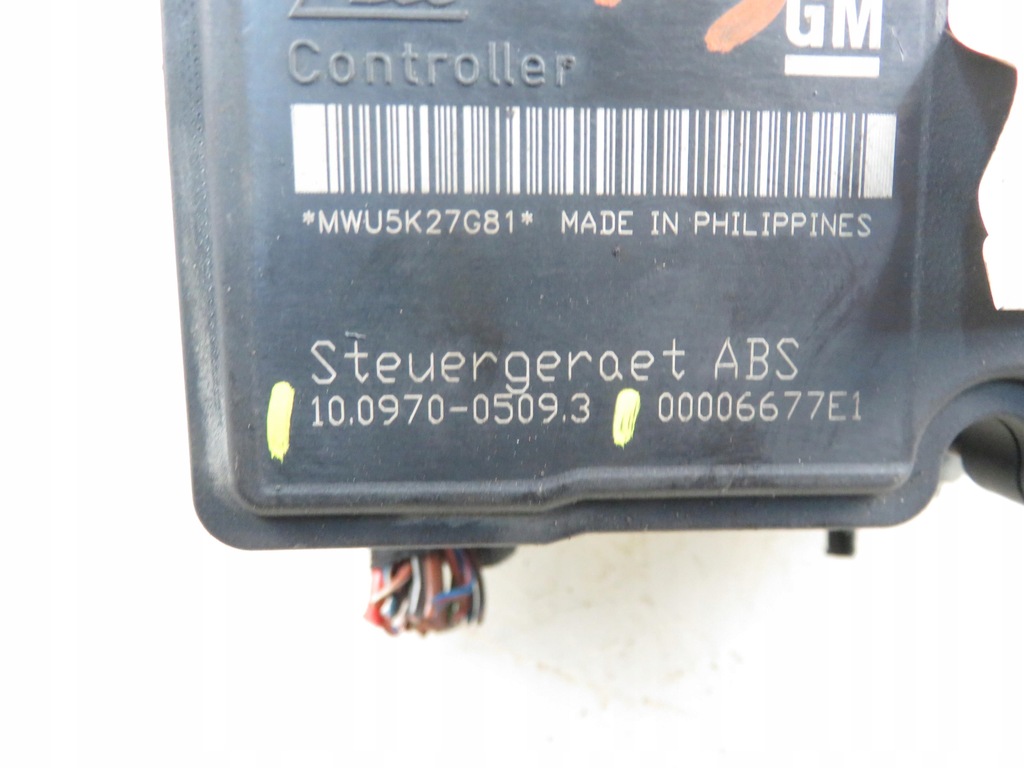 GM
Controller
*MWU5K27G81* MADE IN PHILIPPINES
Steuergeraet ABS
10.0970-0509.3 00006677E1